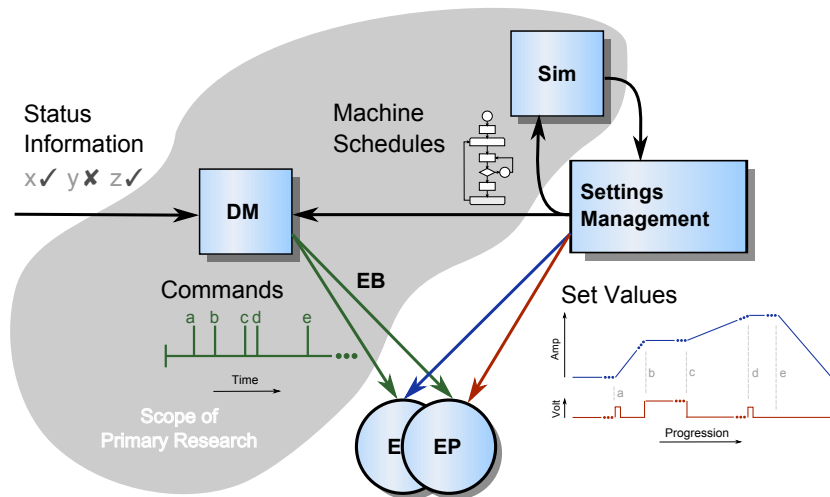 Sim
Status
Information
x✓ y✘ z✓
Machine
Schedules
DM
Settings
Management
EB
Commands
a b c d e
Time
Set Values
Amp
a b c d e
Volt
Progression
Scope of
Primary Research
E
EP